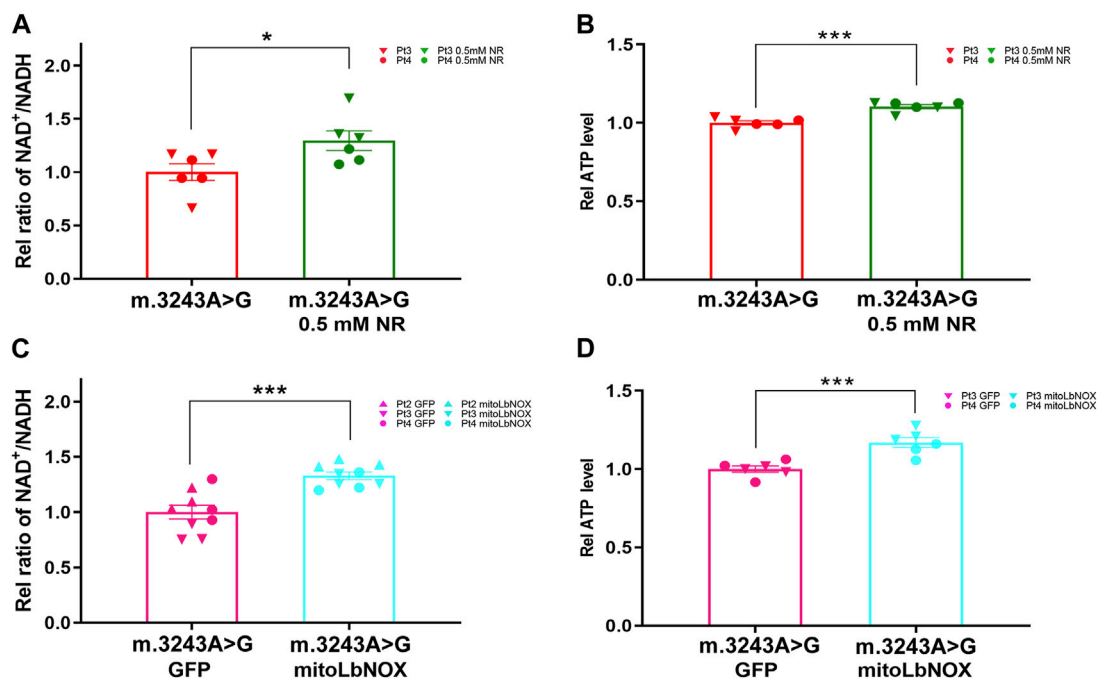 A
Rel ratio of NAD⁺/NADH
2.0
1.5
1.0
0.5
0.0
*
Pt3 Pt3 0.5mM NR
Pt4 Pt4 0.5mM NR
m.3243A>G m.3243A>G
0.5 mM NR
B
Rel ATP level
1.5
1.0
0.5
0.0
***
Pt3 Pt3 0.5mM NR
Pt4 Pt4 0.5mM NR
m.3243A>G m.3243A>G
0.5 mM NR
C
Rel ratio of NAD⁺/NADH
2.0
1.5
1.0
0.5
0.0
***
Pt2 GFP Pt2 mitoLbNOX
Pt3 GFP Pt3 mitoLbNOX
Pt4 GFP Pt4 mitoLbNOX
m.3243A>G m.3243A>G
GFP mitoLbNOX
D
Rel ATP level
1.5
1.0
0.5
0.0
***
Pt3 GFP Pt3 mitoLbNOX
Pt4 GFP Pt4 mitoLbNOX
m.3243A>G m.3243A>G
GFP mitoLbNOX